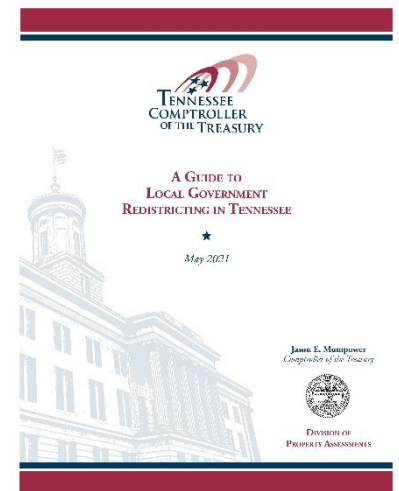 TENNESSEE
COMPTROLLER
OF THE TREASURY
A GUIDE TO
LOCAL GOVERNMENT
REDISTRICTING IN TENNESSEE
May 2021
Jason E. Mumpower
Comptroller of the Treasury
DIVISION OF
PROPERTY ASSESSMENTS